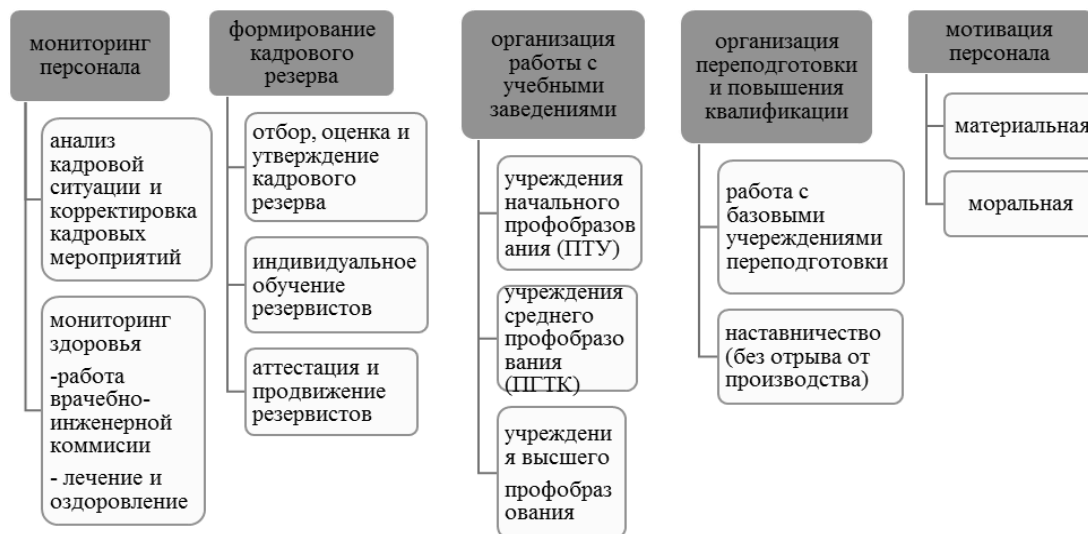 мониторинг
персонала
анализ
кадровой
ситуации и
корректировка
кадровых
мероприятий
мониторинг
здоровья
-работа
врачебно-
инженерной
коммисии
- лечение и
оздоровление
формирование
кадрового
резерва
отбор, оценка и
утверждение
кадрового
резерва
индивидуальное
обучение
резервистов
аттестация и
продвижение
резервистов
организация
работы с
учебными
заведениями
учреждения
начального
профобразов
ания (ПТУ)
учреждения
среднего
профобразо
вания
(ПГТК)
учреждени
я высшего
профобраз
ования
организация
переподготовки
и повышения
квалификации
работа с
базовыми
учереждениями
переподготовки
наставничество
(без отрыва от
производства)
мотивация
персонала
материальная
моральная